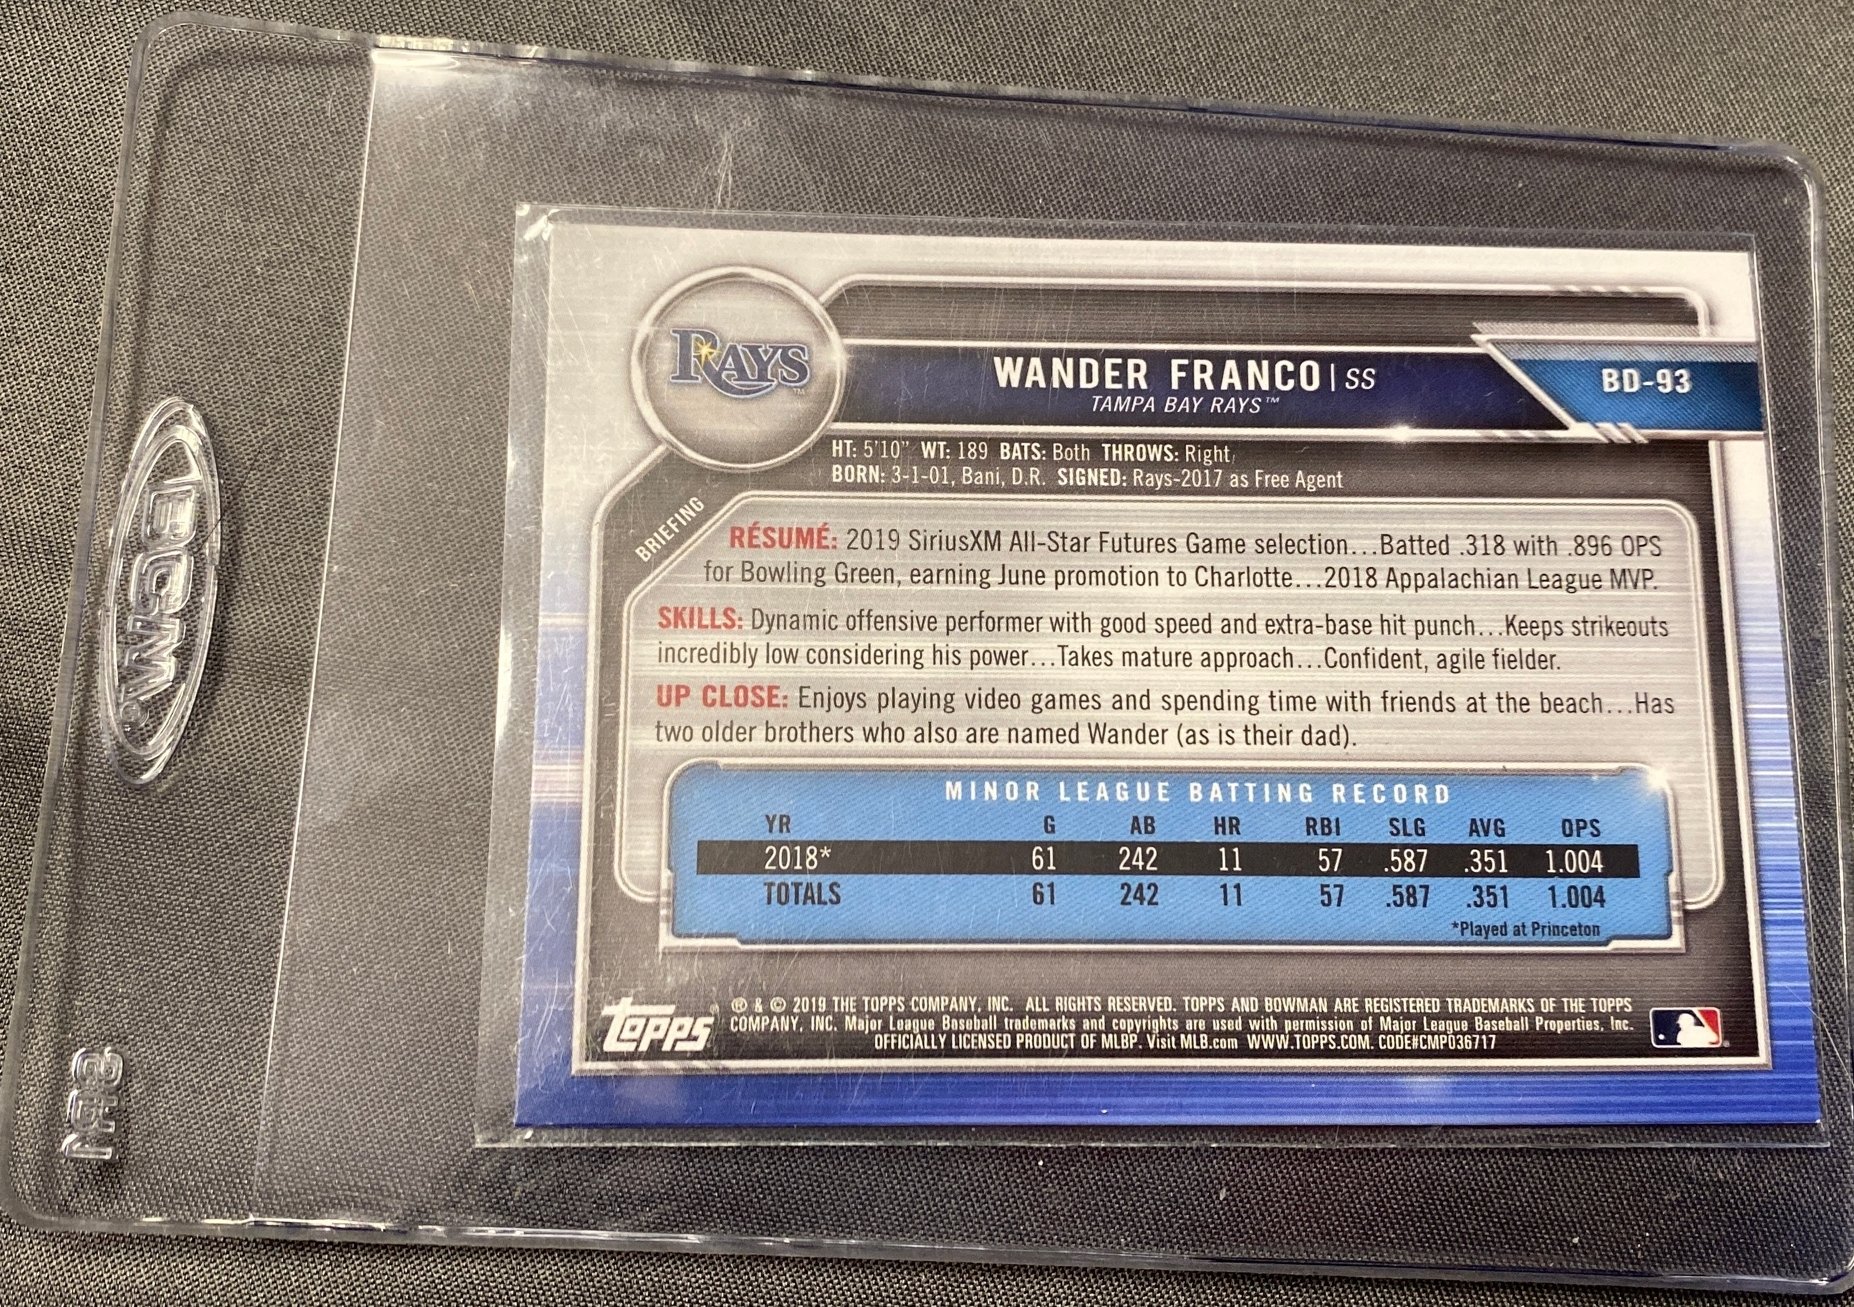 RAYS™
WANDER FRANCO | SS
TAMPA BAY RAYS™
BD-93
HT: 5'10" WT: 189 BATS: Both THROWS: Right
BORN: 3-1-01, Bani, D.R. SIGNED: Rays-2017 as Free Agent
BRIEFING
RÉSUMÉ: 2019 SiriusXM All-Star Futures Game selection...Batted .318 with .896 OPS
for Bowling Green, earning June promotion to Charlotte...2018 Appalachian League MVP.
SKILLS: Dynamic offensive performer with good speed and extra-base hit punch...Keeps strikeouts
incredibly low considering his power...Takes mature approach...Confident, agile fielder.
UP CLOSE: Enjoys playing video games and spending time with friends at the beach...Has
two older brothers who also are named Wander (as is their dad).
MINOR LEAGUE BATTING RECORD
YR G AB HR RBI SLG AVG OPS
2018* 61 242 11 57 .587 .351 1.004
TOTALS 61 242 11 57 .587 .351 1.004
*Played at Princeton
topps®
® & © 2019 THE TOPPS COMPANY, INC. ALL RIGHTS RESERVED. TOPPS AND BOWMAN ARE REGISTERED TRADEMARKS OF THE TOPPS
COMPANY, INC. Major League Baseball trademarks and copyrights are used with permission of Major League Baseball Properties, Inc.
OFFICIALLY LICENSED PRODUCT OF MLBP. Visit MLB.com WWW.TOPPS.COM. CODE#CMP036717
BCW®